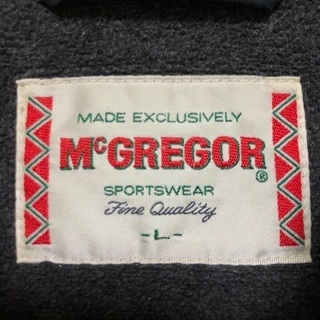 MADE EXCLUSIVELY
McGREGOR®
SPORTSWEAR
Fine Quality
-L-